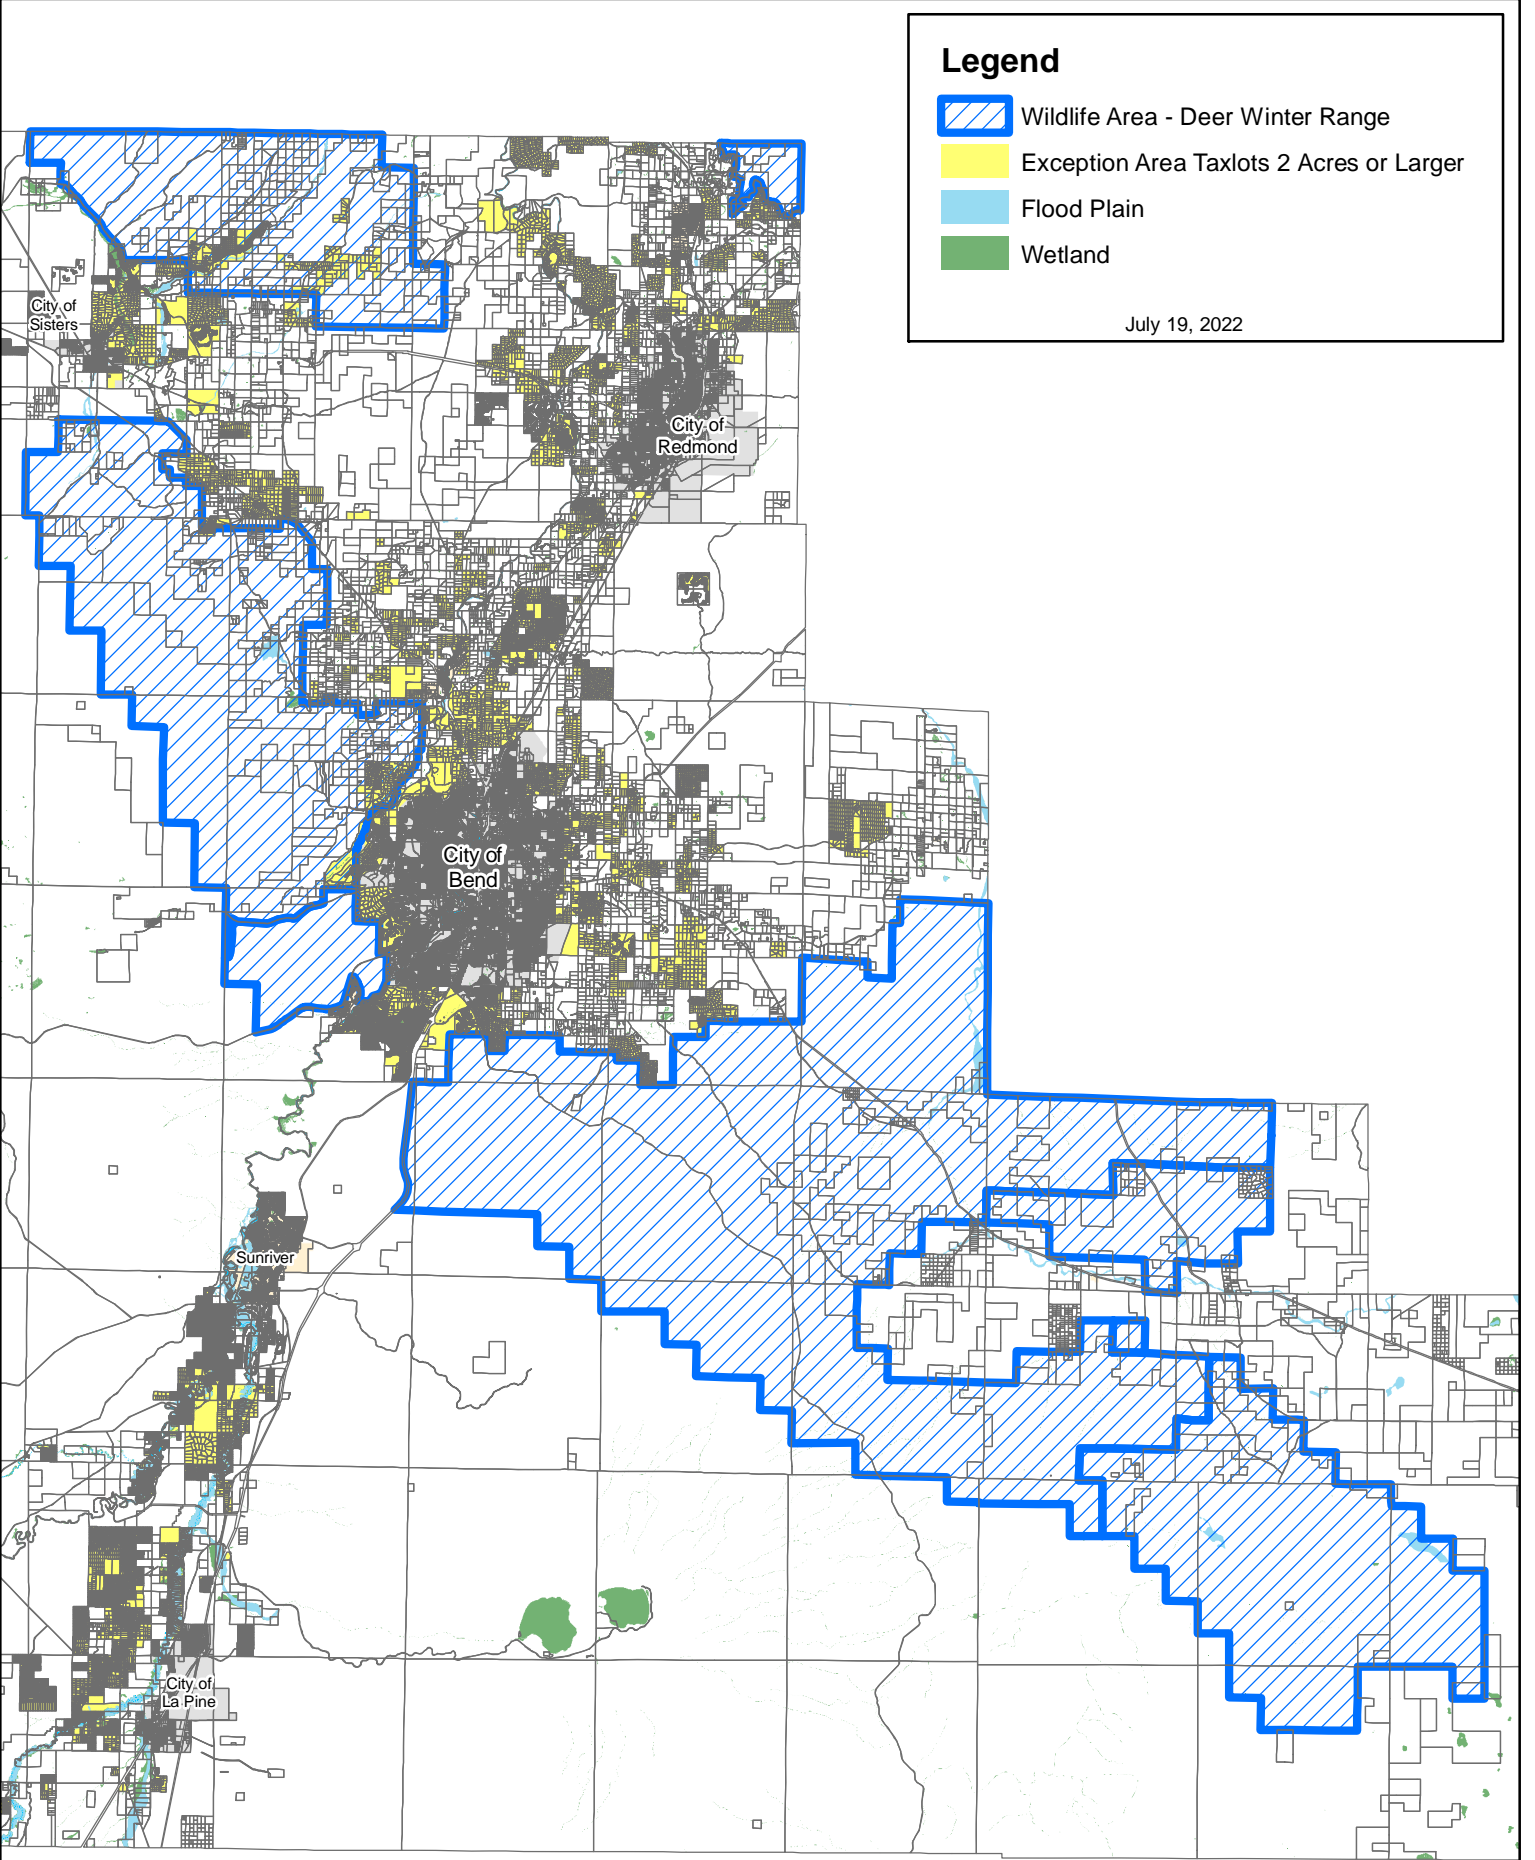 Legend
Wildlife Area - Deer Winter Range
Exception Area Taxlots 2 Acres or Larger
Flood Plain
Wetland
July 19, 2022
City of
Sisters
City of
Redmond
City of
Bend
Sunriver
City of
La Pine